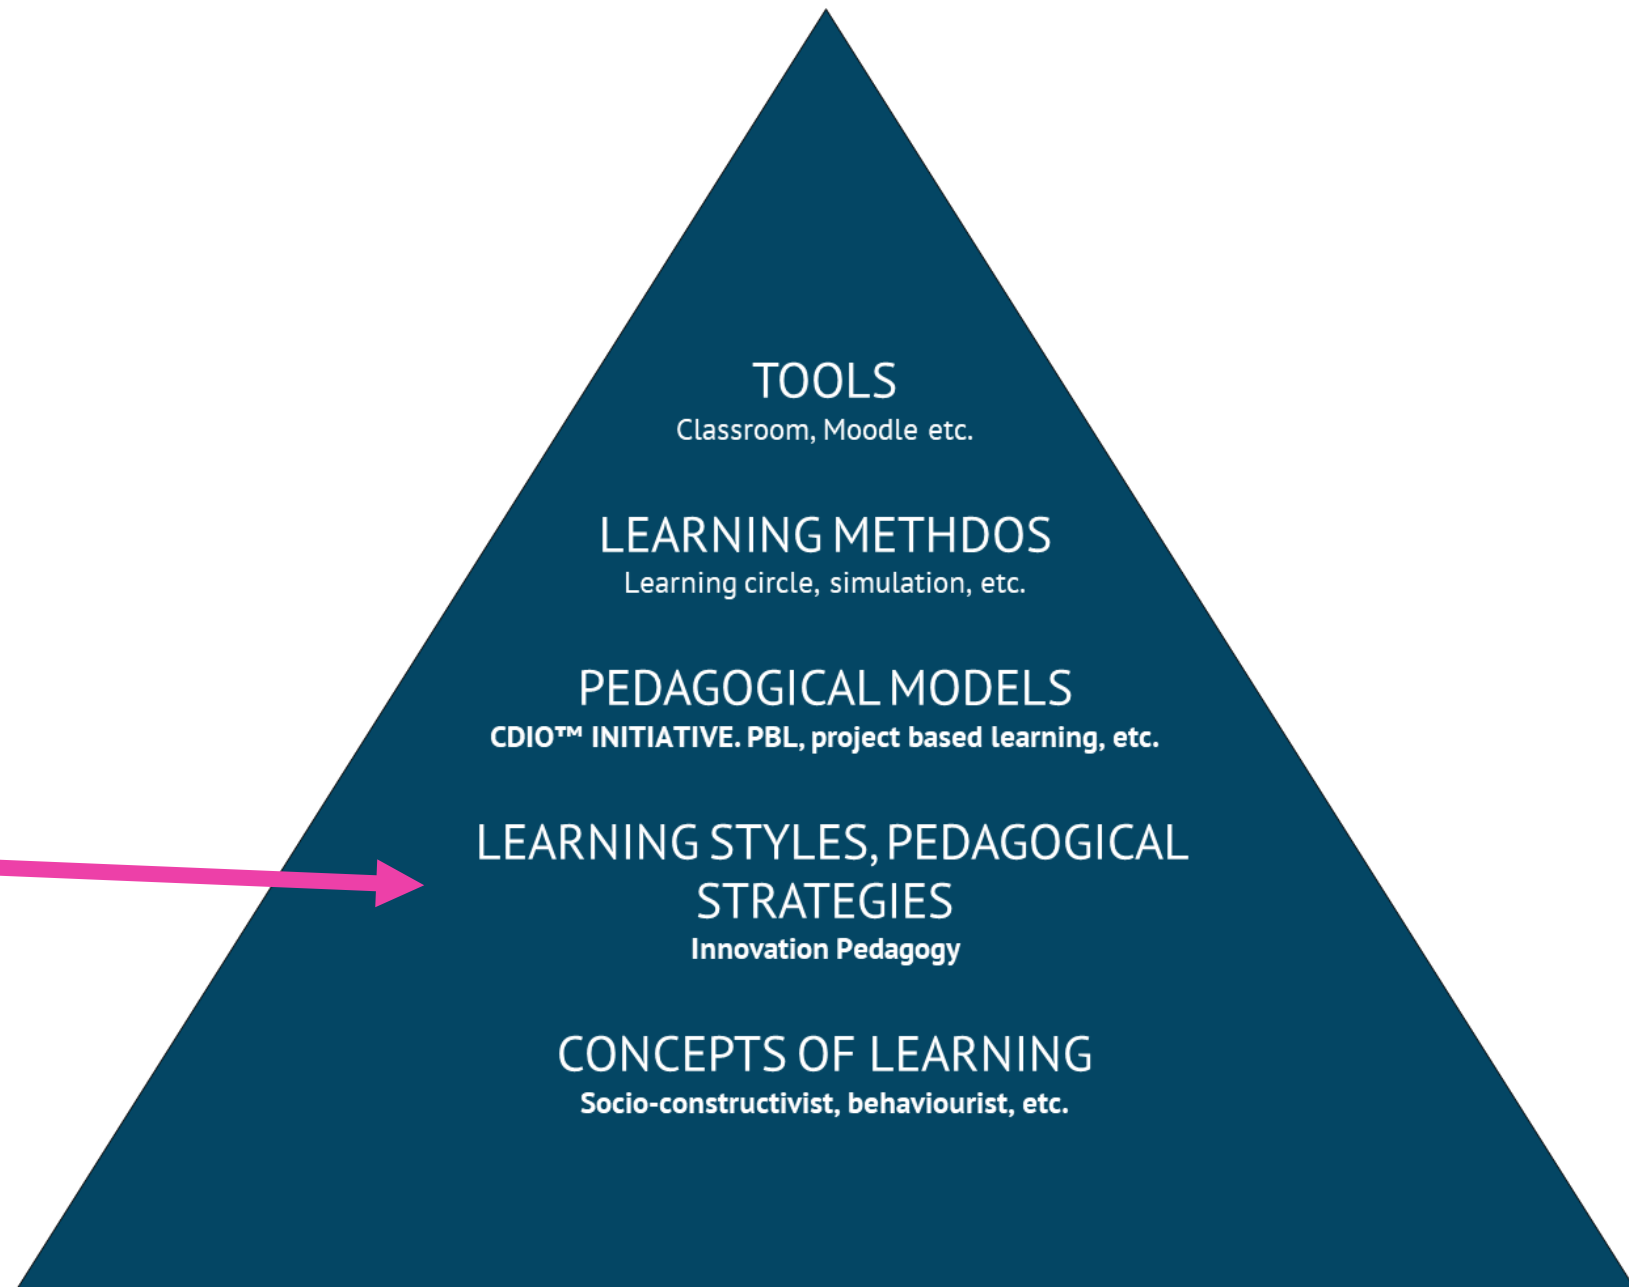 TOOLS
Classroom, Moodle etc.
LEARNING METHDOS
Learning circle, simulation, etc.
PEDAGOGICAL MODELS
CDIO™ INITIATIVE. PBL, project based learning, etc.
LEARNING STYLES, PEDAGOGICAL
STRATEGIES
Innovation Pedagogy
CONCEPTS OF LEARNING
Socio-constructivist, behaviourist, etc.